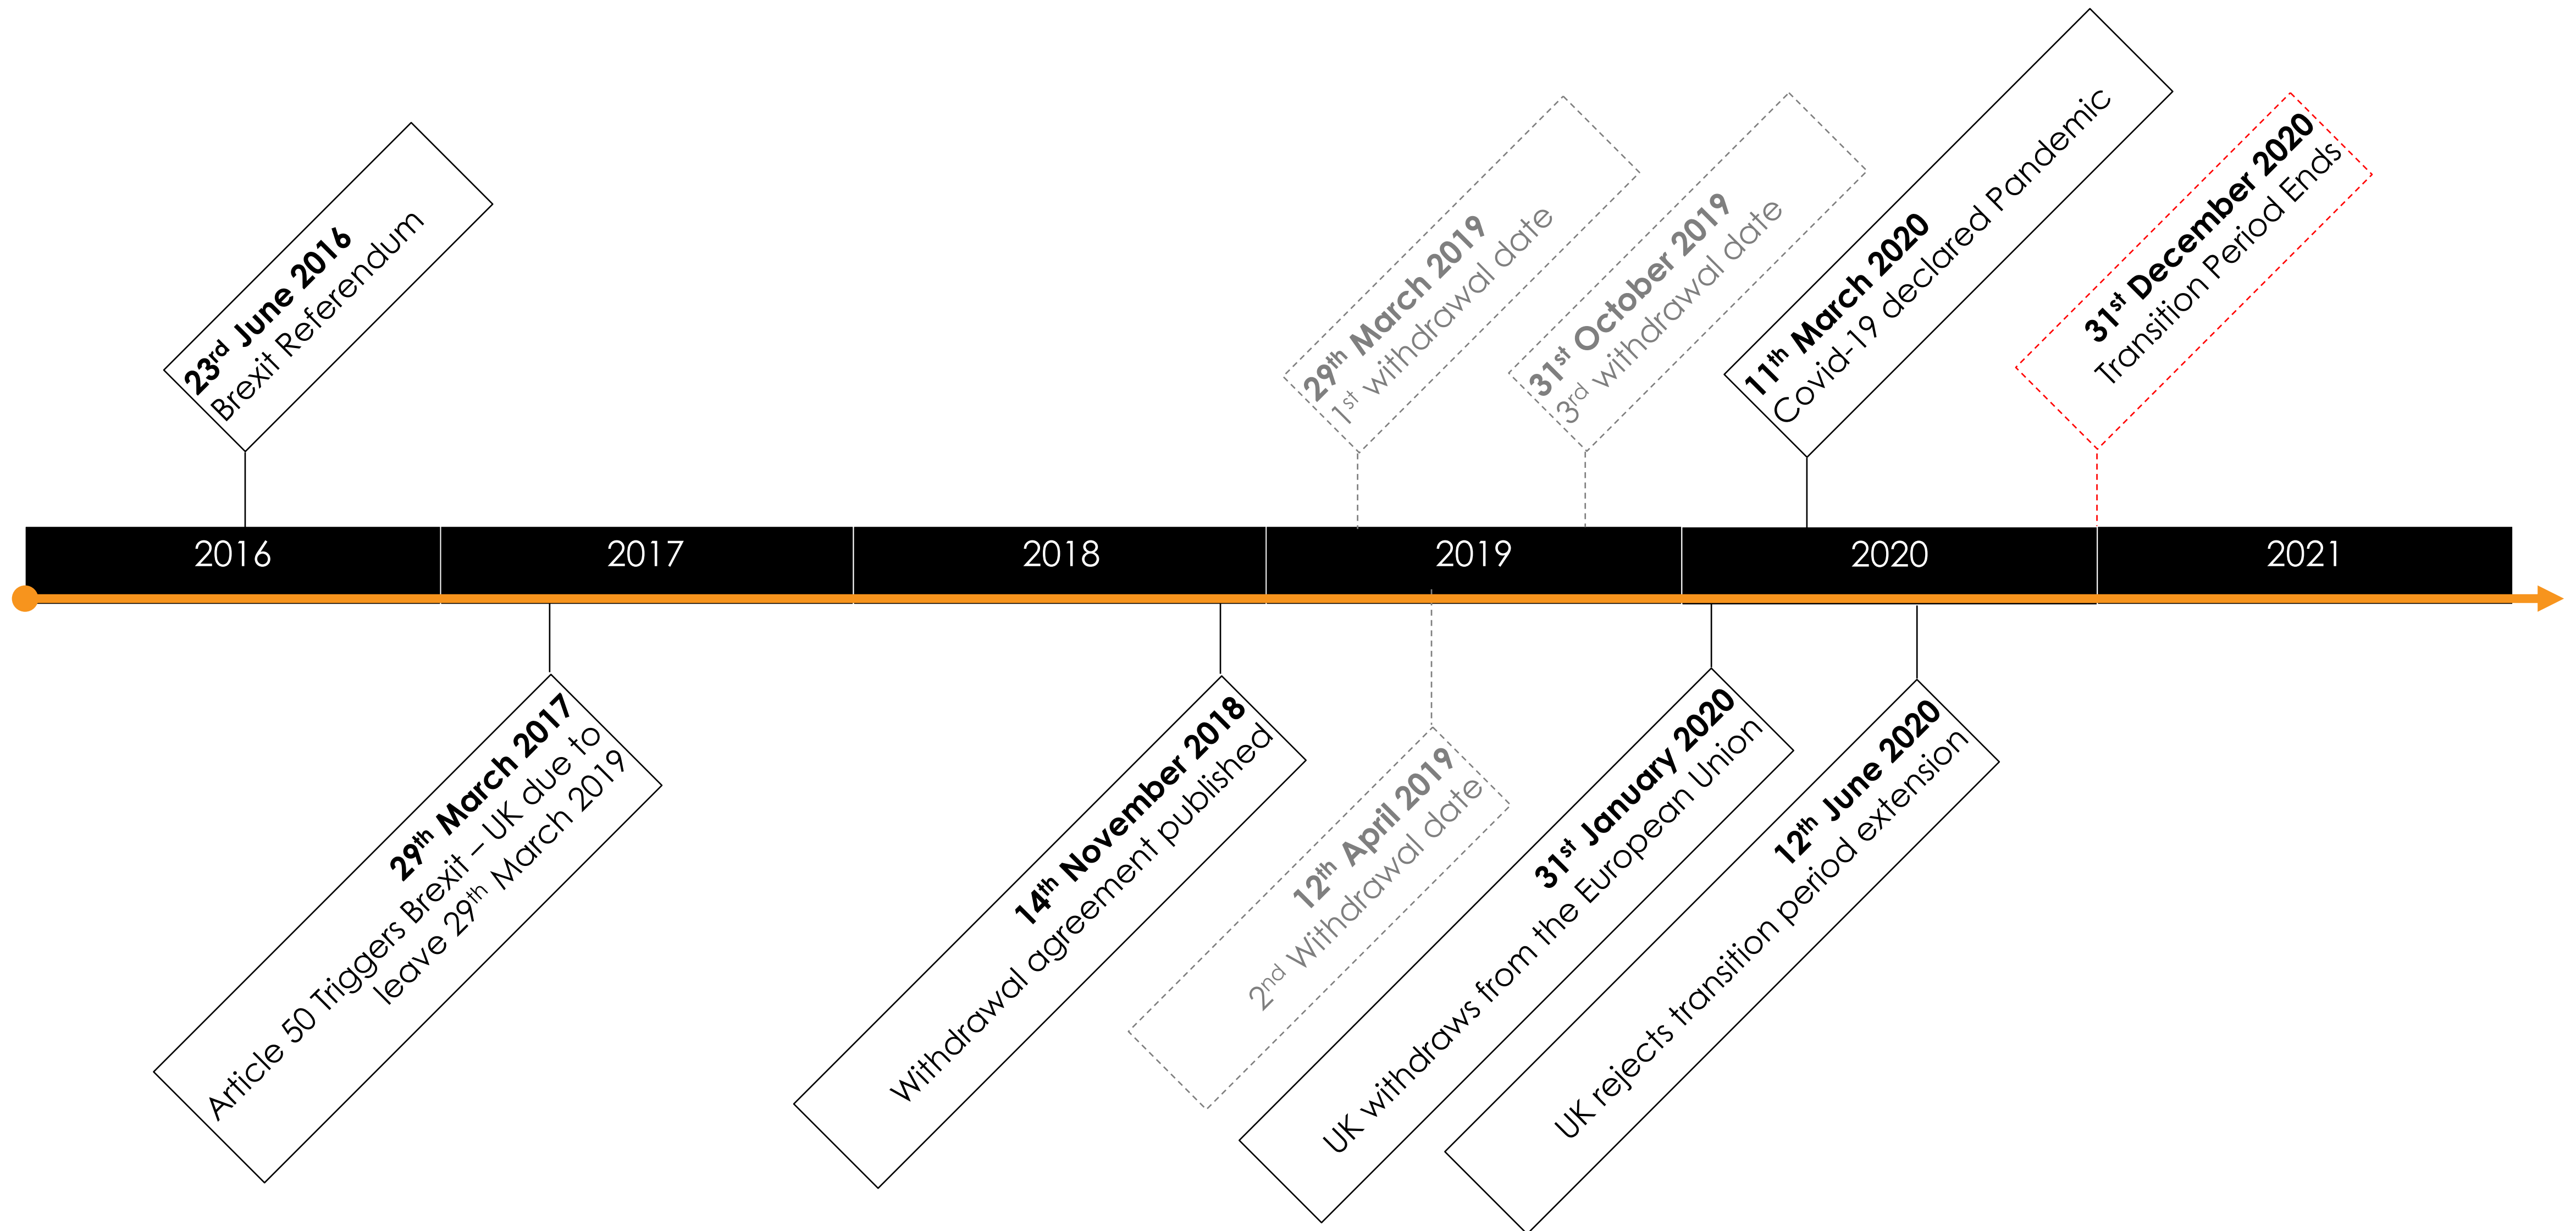 23rd June 2016
Brexit Referendum
29th March 2019
1st withdrawal date
31st October 2019
3rd withdrawal date
11th March 2020
Covid-19 declared Pandemic
31st December 2020
Transition Period Ends
2016
2017
2018
2019
2020
2021
29th March 2017
Article 50 Triggers Brexit – UK due to
leave 29th March 2019
14th November 2018
Withdrawal agreement published
12th April 2019
2nd Withdrawal date
31st January 2020
UK withdraws from the European Union
12th June 2020
UK rejects transition period extension